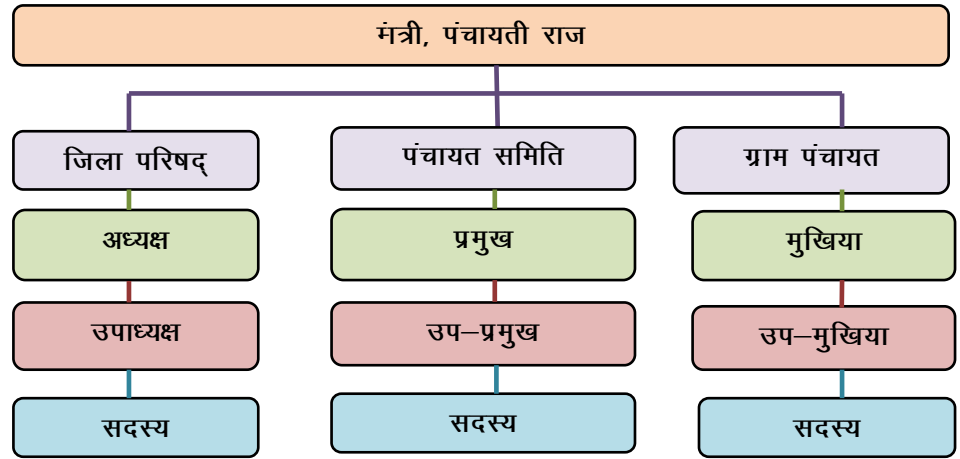 मंत्री, पंचायती राज
जिला परिषद्
पंचायत समिति
ग्राम पंचायत
अध्यक्ष
प्रमुख
मुखिया
उपाध्यक्ष
उप–प्रमुख
उप–मुखिया
सदस्य
सदस्य
सदस्य